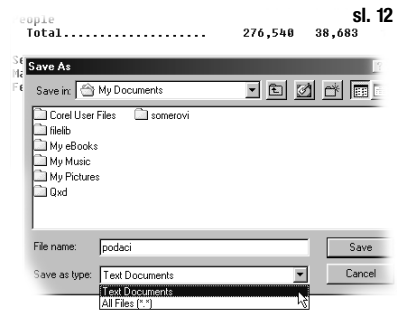 sl. 12
eople
Total.................... 276,540 38,683
Save As
Save in: My Documents
Corel User Files somerovi
filelib
My eBooks
My Music
My Pictures
Qxd
File name: podaci Save
Save as type: Text Documents Cancel
Text Documents
All Files (*.*)